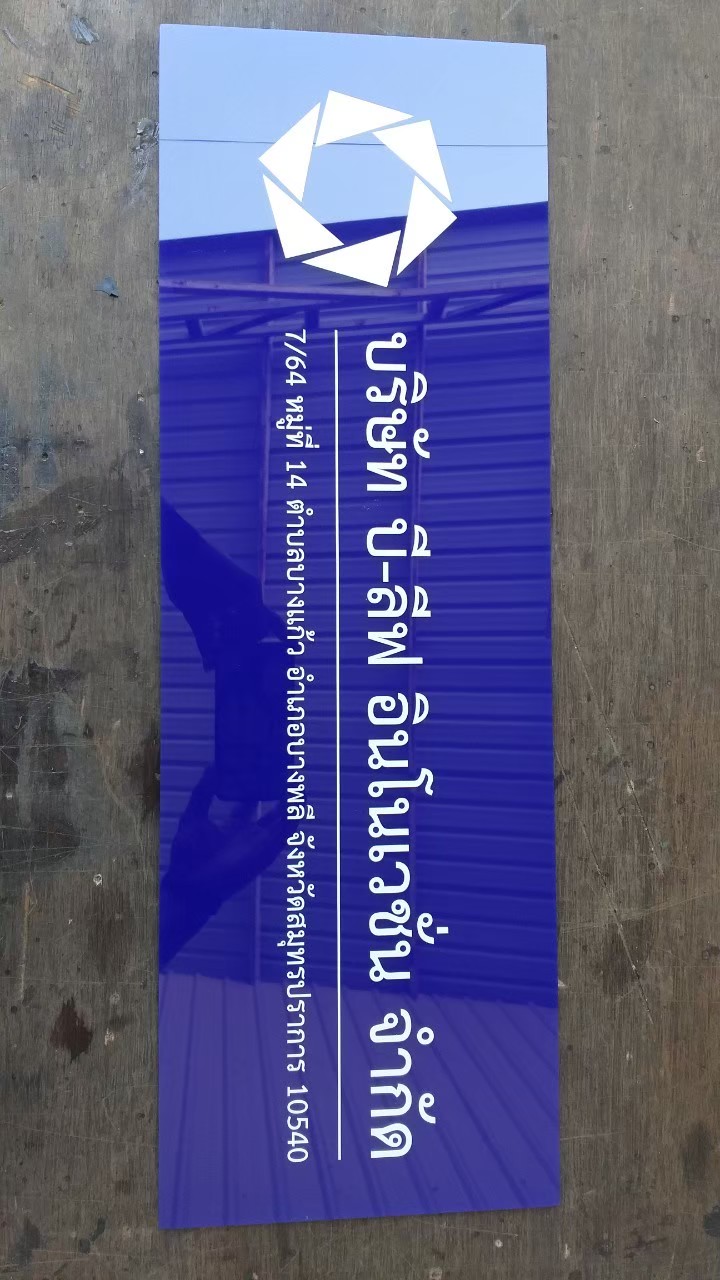 บริษัท บี-ลีฟ อินโนเวชั่น จำกัด
7/64 หมู่ที่ 14 ตำบลบางแก้ว อำเภอบางพลี จังหวัดสมุทรปราการ 10540